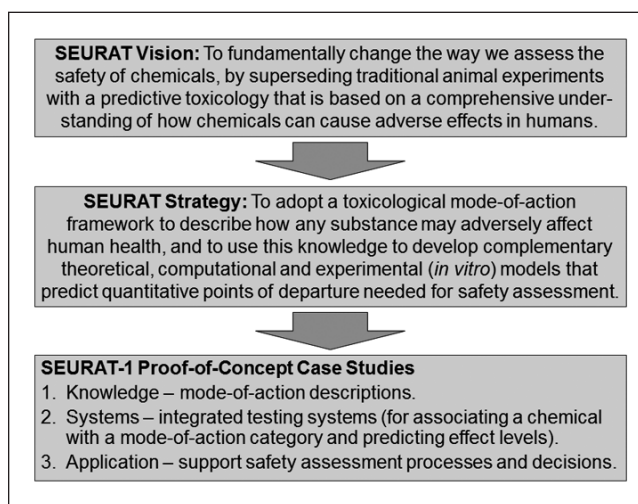 SEURAT Vision: To fundamentally change the way we assess the
safety of chemicals, by superseding traditional animal experiments
with a predictive toxicology that is based on a comprehensive under-
standing of how chemicals can cause adverse effects in humans.
SEURAT Strategy: To adopt a toxicological mode-of-action
framework to describe how any substance may adversely affect
human health, and to use this knowledge to develop complementary
theoretical, computational and experimental (in vitro) models that
predict quantitative points of departure needed for safety assessment.
SEURAT-1 Proof-of-Concept Case Studies
1. Knowledge – mode-of-action descriptions.
2. Systems – integrated testing systems (for associating a chemical
with a mode-of-action category and predicting effect levels).
3. Application – support safety assessment processes and decisions.